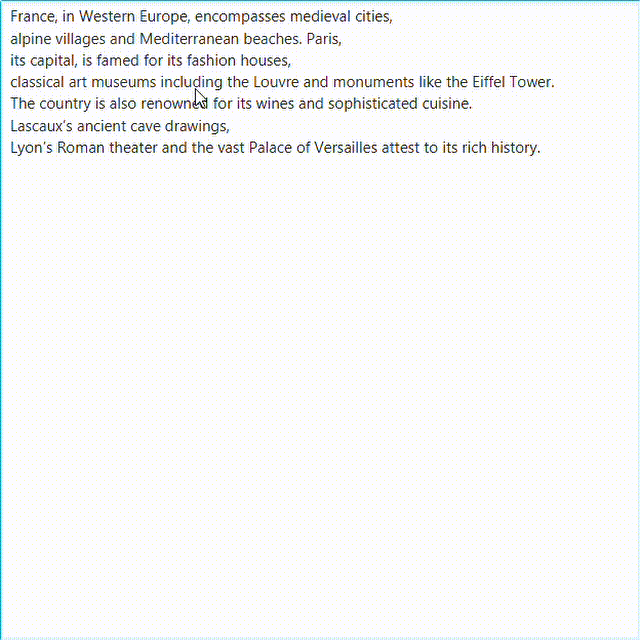 France, in Western Europe, encompasses medieval cities,
alpine villages and Mediterranean beaches. Paris,
its capital, is famed for its fashion houses,
classical art museums including the Louvre and monuments like the Eiffel Tower.
The country is also renowned for its wines and sophisticated cuisine.
Lascaux’s ancient cave drawings,
Lyon’s Roman theater and the vast Palace of Versailles attest to its rich history.